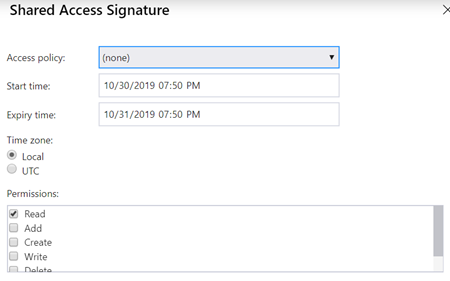 Shared Access Signature
Access policy: (none)
Start time: 10/30/2019 07:50 PM
Expiry time: 10/31/2019 07:50 PM
Time zone:
Local
UTC
Permissions:
Read
Add
Create
Write
Delete